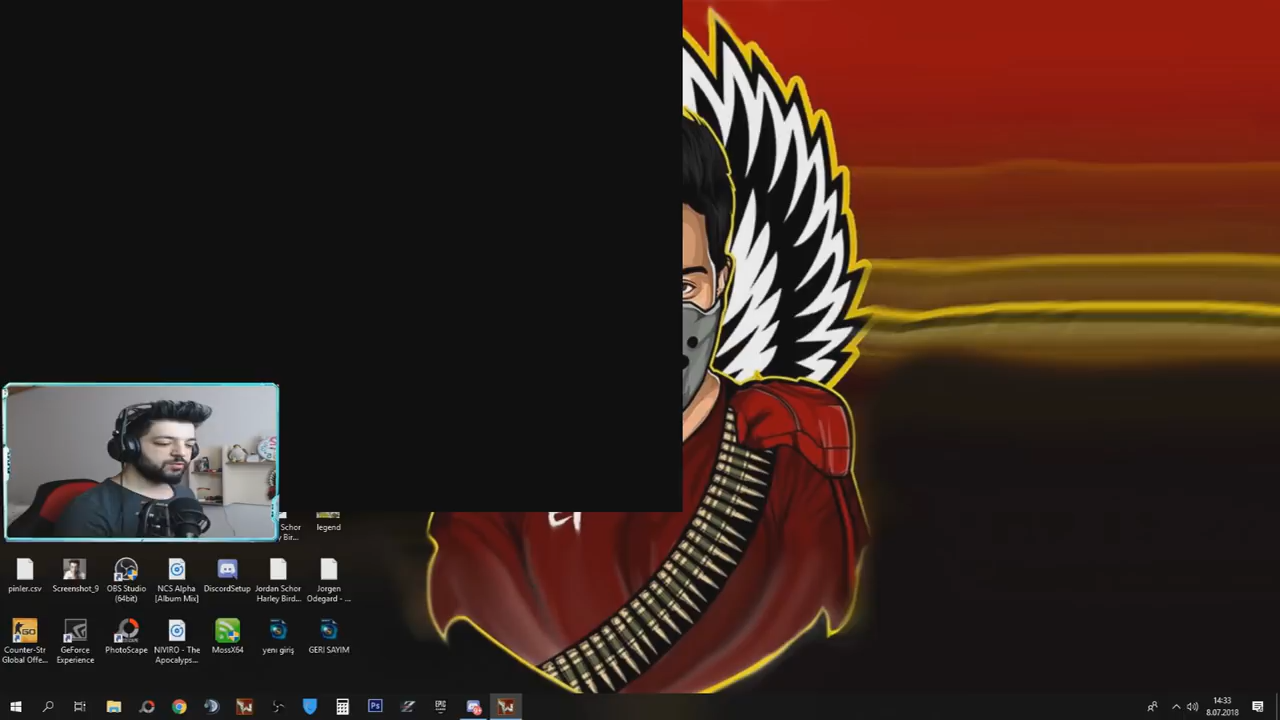 Schor
ley Bir...
legend
pinler.csv
Screenshot_9
OBS Studio
(64bit)
NCS Alpha
[Album Mix]
DiscordSetup
Jordan Schor
Harley Bird...
Jorgen
Odegard - ...
Counter-Str
Global Offe...
GeForce
Experience
PhotoScape
NIVIRO - The
Apocalyps...
MossX64
yeni giriş
GERİ SAYIM
14:33
8.07.2018